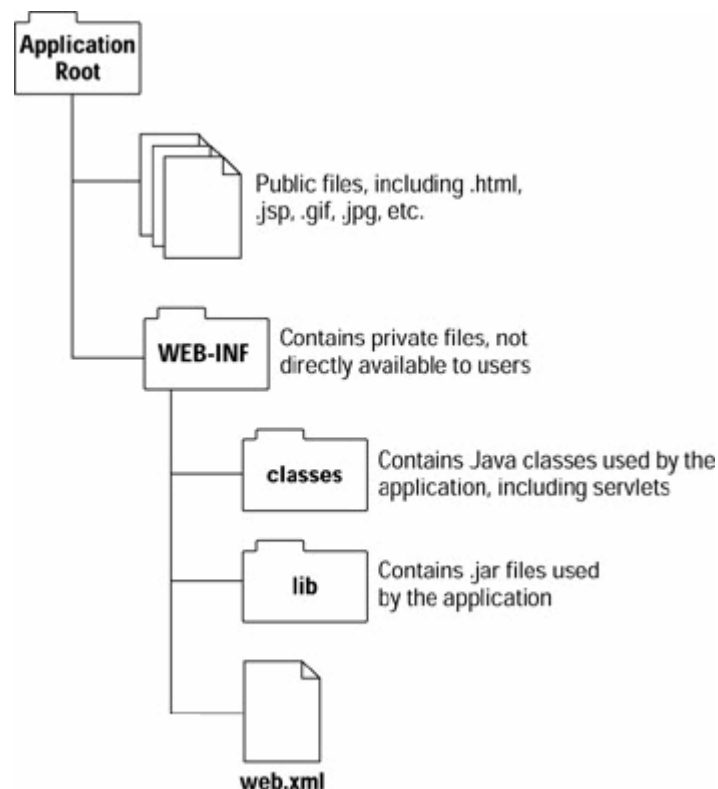 Application
Root
Public files, including .html,
.jsp, .gif, .jpg, etc.
WEB-INF
Contains private files, not
directly available to users
classes
Contains Java classes used by the
application, including servlets
lib
Contains .jar files used
by the application
web.xml